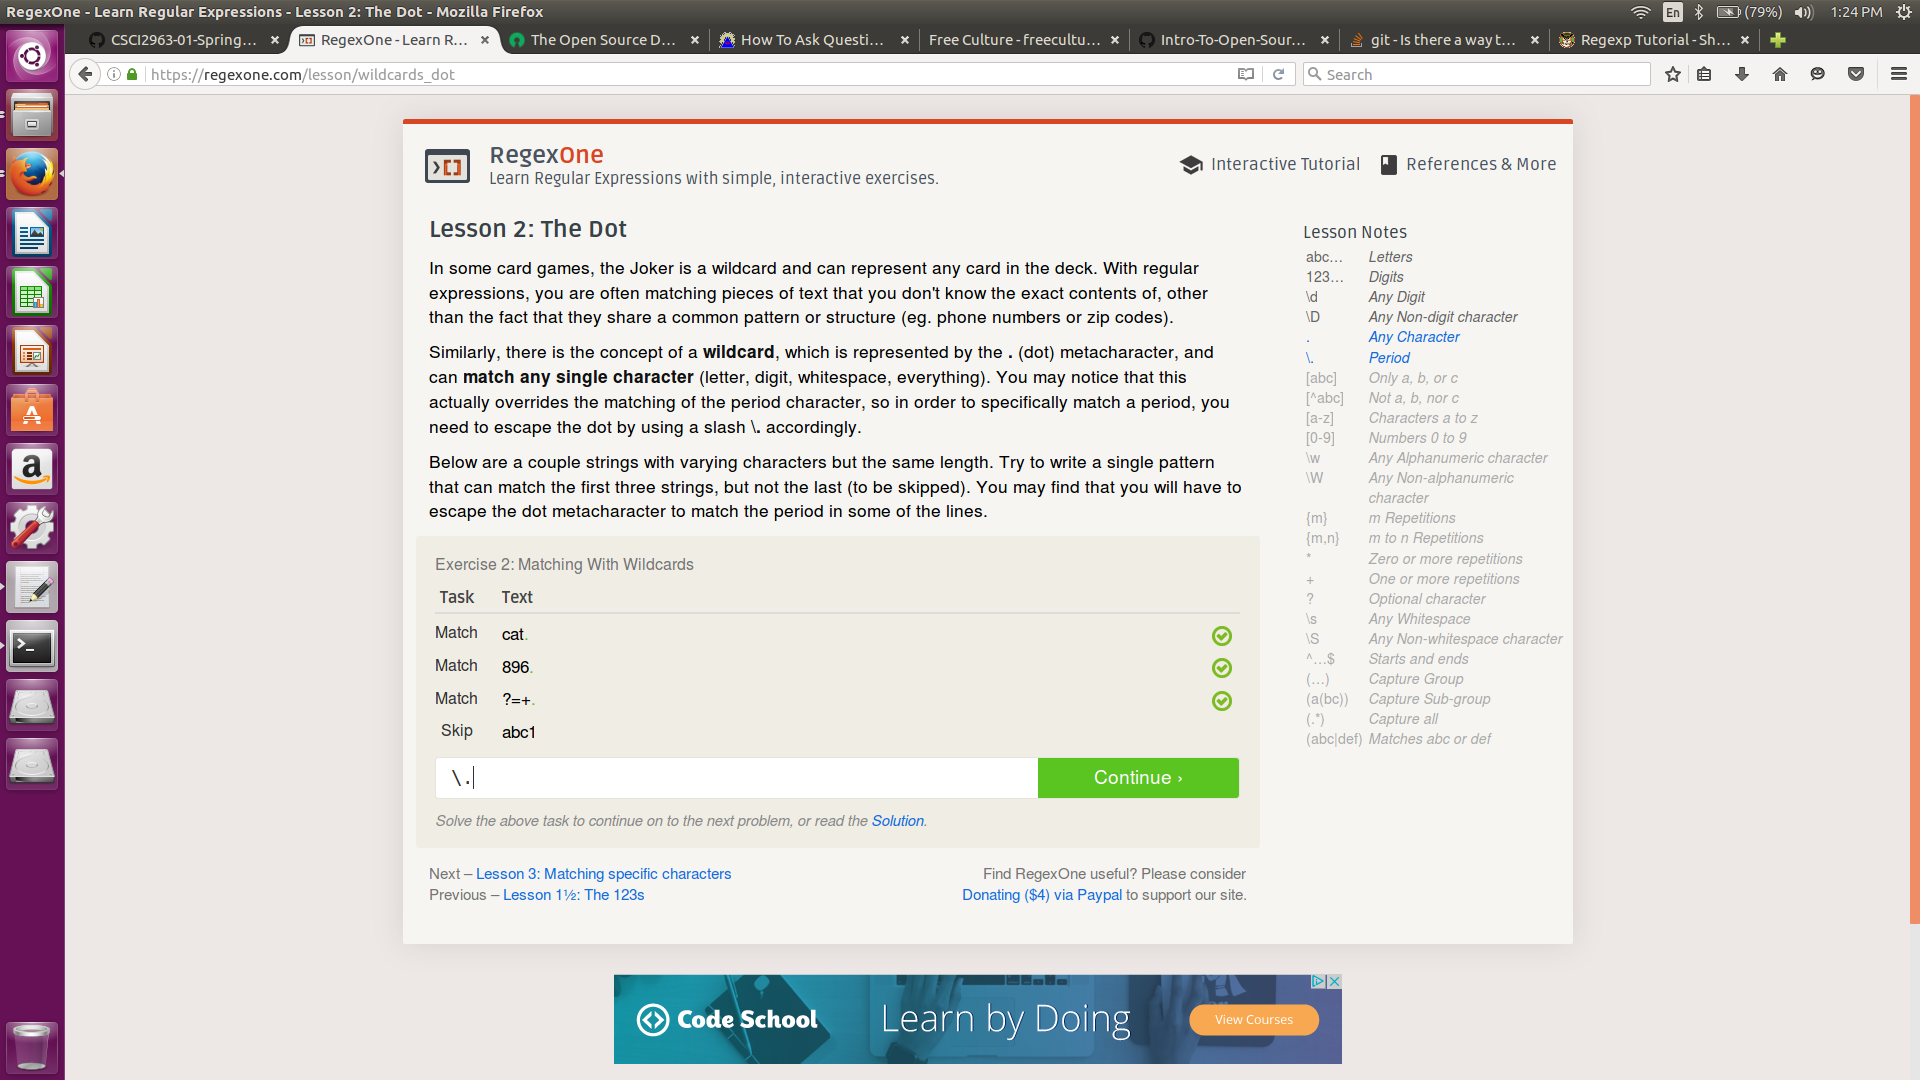 RegexOne - Learn Regular Expressions - Lesson 2: The Dot - Mozilla Firefox
En (79%) 1:24 PM
CSCI2963-01-Spring... RegexOne - Learn R... The Open Source D... How To Ask Questi... Free Culture - freecultu... Intro-To-Open-Sour... git - Is there a way t... Regexp Tutorial - Sh...
https://regexone.com/lesson/wildcards_dot
Search
RegexOne
Learn Regular Expressions with simple, interactive exercises.
Interactive Tutorial
References & More
Lesson 2: The Dot
In some card games, the Joker is a wildcard and can represent any card in the deck. With regular
expressions, you are often matching pieces of text that you don't know the exact contents of, other
than the fact that they share a common pattern or structure (eg. phone numbers or zip codes).
Similarly, there is the concept of a wildcard, which is represented by the . (dot) metacharacter, and
can match any single character (letter, digit, whitespace, everything). You may notice that this
actually overrides the matching of the period character, so in order to specifically match a period, you
need to escape the dot by using a slash \. accordingly.
Below are a couple strings with varying characters but the same length. Try to write a single pattern
that can match the first three strings, but not the last (to be skipped). You may find that you will have to
escape the dot metacharacter to match the period in some of the lines.
Exercise 2: Matching With Wildcards
Task Text
Match cat.
Match 896.
Match ?=+.
Skip abc1
\.
Continue ›
Solve the above task to continue on to the next problem, or read the Solution.
Next – Lesson 3: Matching specific characters
Previous – Lesson 1½: The 123s
Find RegexOne useful? Please consider
Donating ($4) via Paypal to support our site.
Lesson Notes
abc… Letters
123… Digits
\d Any Digit
\D Any Non-digit character
. Any Character
\. Period
[abc] Only a, b, or c
[^abc] Not a, b, nor c
[a-z] Characters a to z
[0-9] Numbers 0 to 9
\w Any Alphanumeric character
\W Any Non-alphanumeric
character
{m} m Repetitions
{m,n} m to n Repetitions
* Zero or more repetitions
+ One or more repetitions
? Optional character
\s Any Whitespace
\S Any Non-whitespace character
^…$ Starts and ends
(…) Capture Group
(a(bc)) Capture Sub-group
(.*) Capture all
(abc|def) Matches abc or def
Code School
Learn by Doing
View Courses